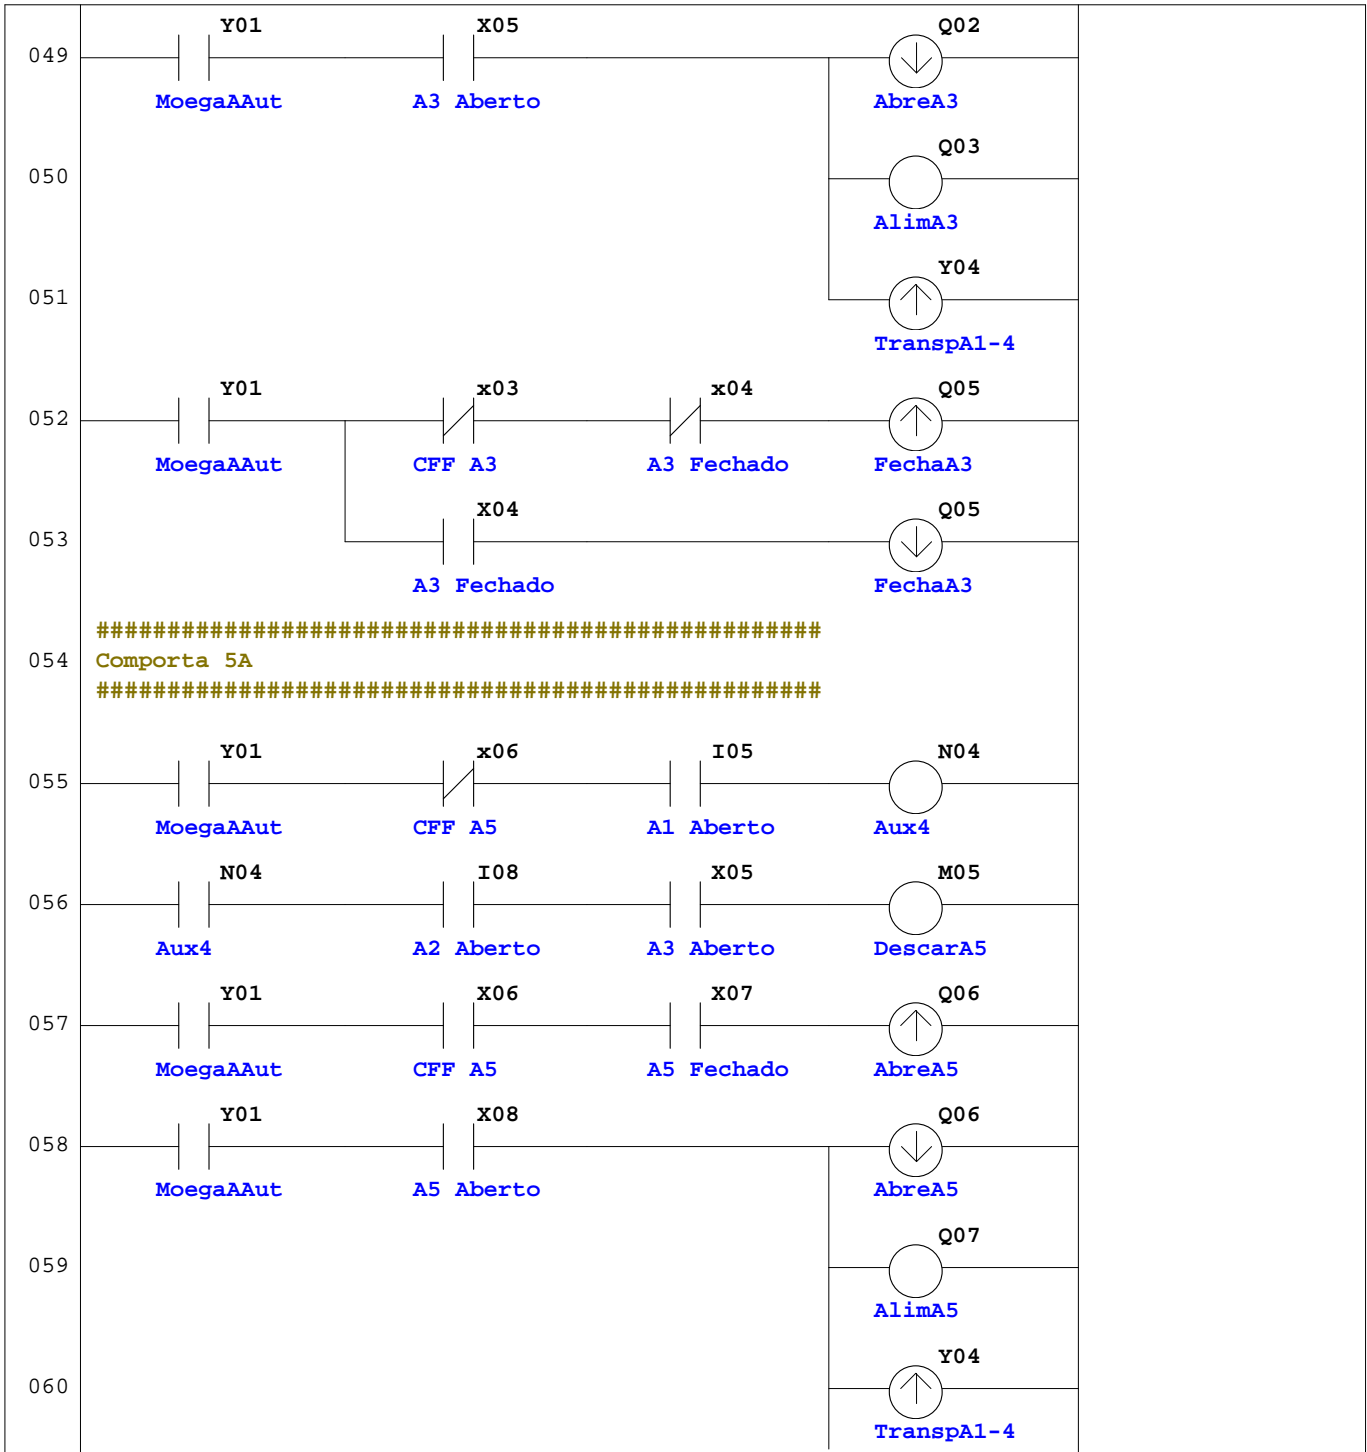 Y01 X05 Q02
049
MoegaAAut A3 Aberto AbreA3
Q03
050
AlimA3
Y04
051
TranspA1-4
Y01 x03 x04 Q05
052
MoegaAAut CFF A3 A3 Fechado FechaA3
X04 Q05
053
A3 Fechado FechaA3
###################################################
054 Comporta 5A
###################################################
Y01 x06 I05 N04
055
MoegaAAut CFF A5 A1 Aberto Aux4
N04 I08 X05 M05
056
Aux4 A2 Aberto A3 Aberto DescarA5
Y01 X06 X07 Q06
057
MoegaAAut CFF A5 A5 Fechado AbreA5
Y01 X08 Q06
058
MoegaAAut A5 Aberto AbreA5
Q07
059
AlimA5
Y04
060
TranspA1-4